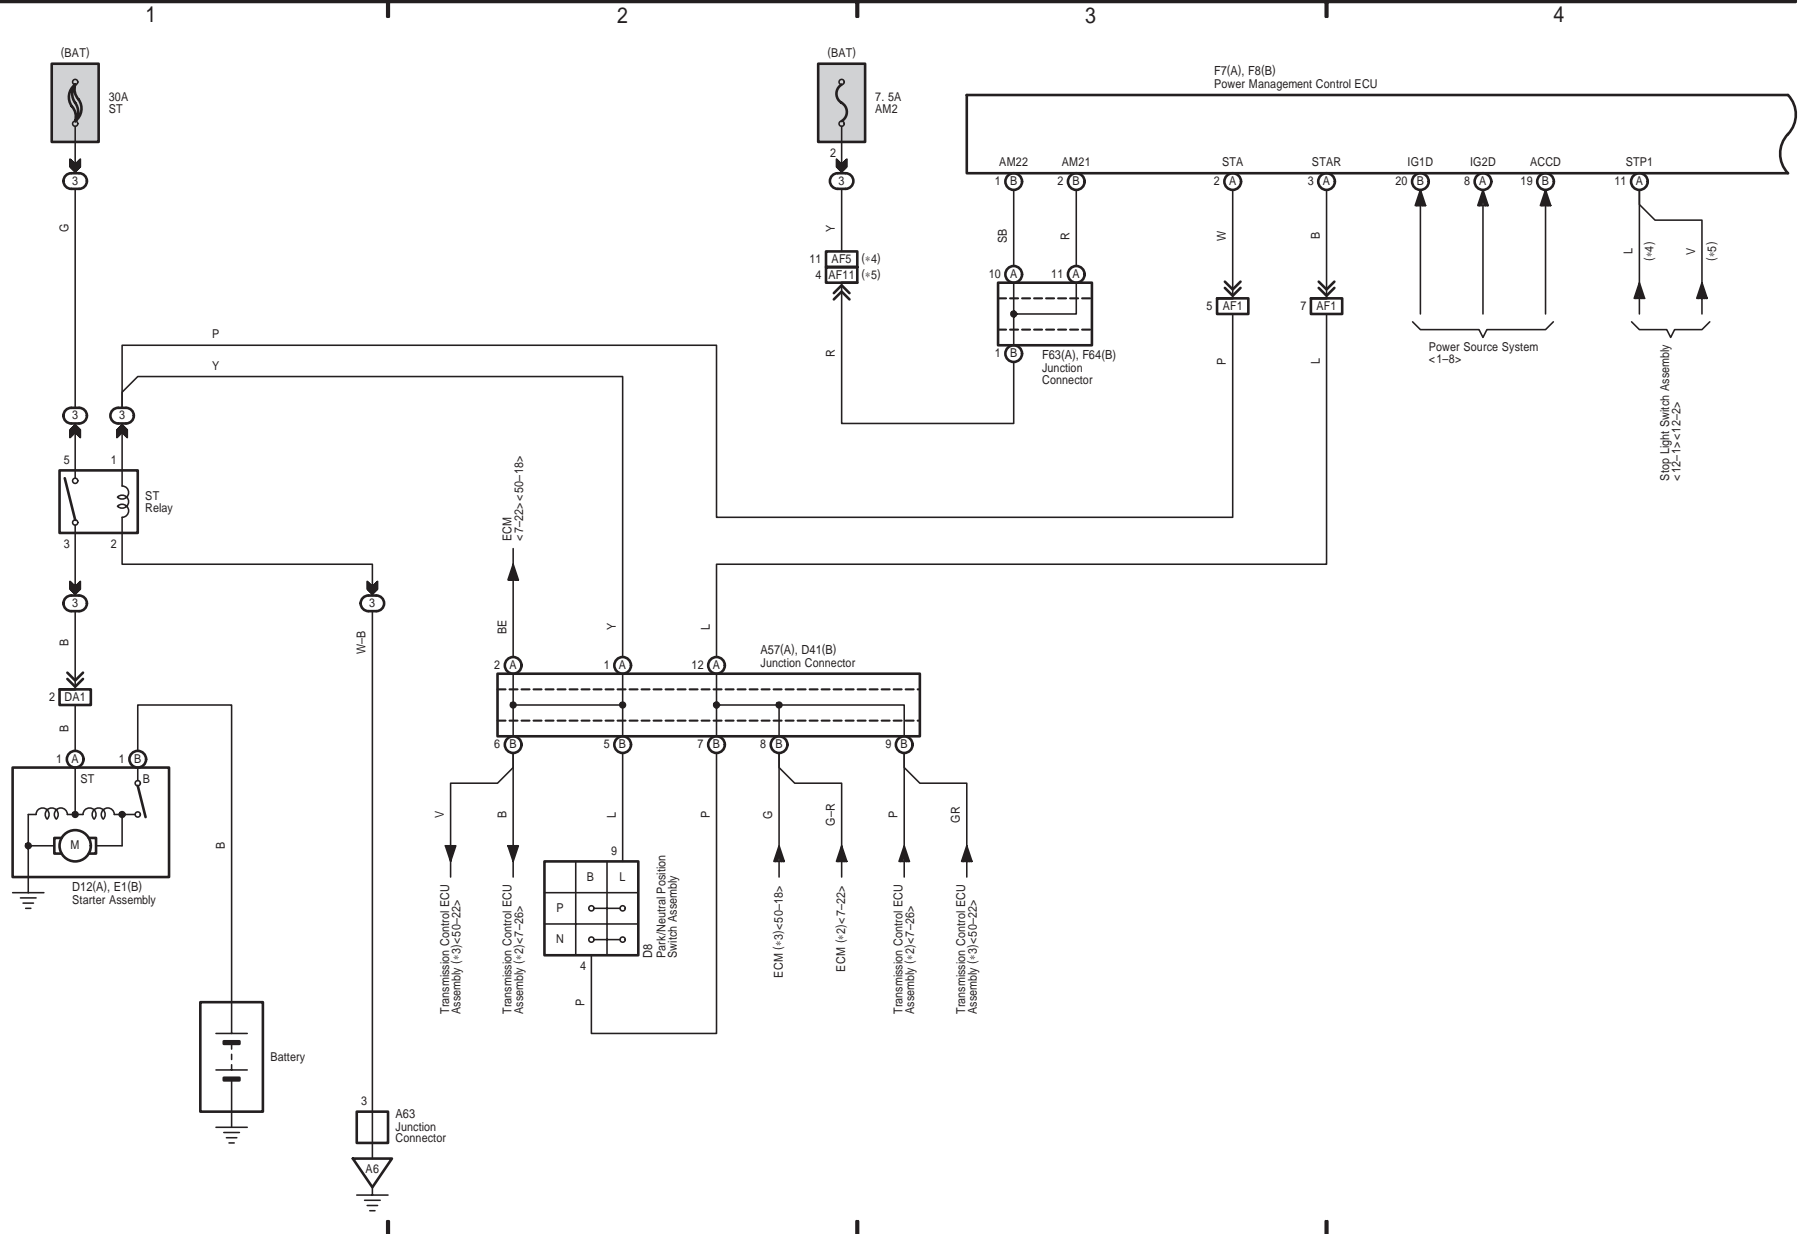 1
2
3
4
(BAT)
30A
ST
3
G
(BAT)
7. 5A
AM2
2
3
Y
11 AF5 (∗4)
4 AF11 (∗5)
R
F7(A), F8(B)
Power Management Control ECU
AM22
AM21
STA
STAR
IG1D
IG2D
ACCD
STP1
1 B
2 B
2 A
3 A
20 B
8 A
19 B
11 A
SB
R
W
B
L
(∗4)
V
(∗5)
10 A
11 A
1 B
F63(A), F64(B)
Junction
Connector
5 AF1
7 AF1
P
L
Power Source System
<1–8>
Stop Light Switch Assembly
<12–1><12–2>
P
Y
3
3
5
1
ST
Relay
3
2
3
3
B
W–B
2 DA1
B
1 A
1 B
ST
B
M
D12(A), E1(B)
Starter Assembly
B
Battery
3
A63
Junction
Connector
A6
ECM
<7–22><50–18>
BE
Y
L
2 A
1 A
12 A
A57(A), D41(B)
Junction Connector
6 B
5 B
7 B
8 B
9 B
V
B
L
P
G
G–R
P
GR
9
B
L
P
N
4
P
D8
Park/Neutral Position
Switch Assembly
Transmission Control ECU
Assembly (∗3)<50–22>
Transmission Control ECU
Assembly (∗2)<7–26>
ECM (∗3)<50–18>
ECM (∗2)<7–22>
Transmission Control ECU
Assembly (∗2)<7–26>
Transmission Control ECU
Assembly (∗3)<50–22>